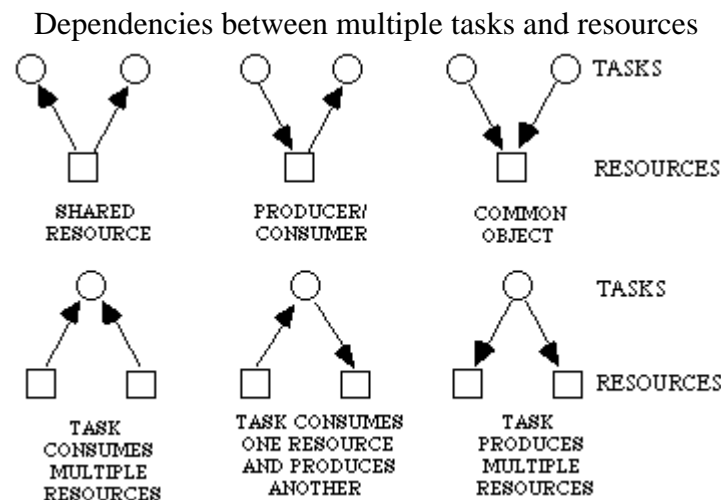 Dependencies between multiple tasks and resources
TASKS
RESOURCES
SHARED
RESOURCE
PRODUCER/
CONSUMER
COMMON
OBJECT
TASKS
RESOURCES
TASK
CONSUMES
MULTIPLE
RESOURCES
TASK CONSUMES
ONE RESOURCE
AND PRODUCES
ANOTHER
TASK
PRODUCES
MULTIPLE
RESOURCES